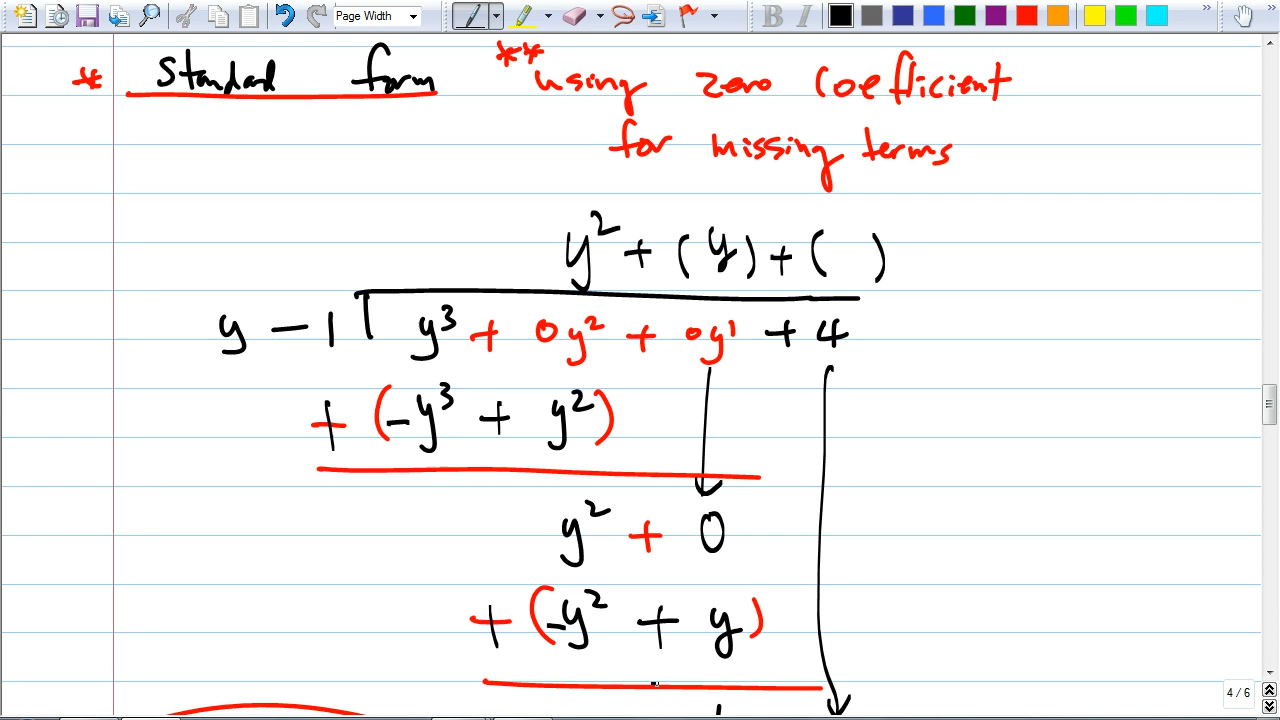 Page Width
B I
* standard form ** using zero coefficient
for missing terms
y² + ( y ) + ( )
y - 1 y³ + 0y² + 0y¹ + 4
+ (-y³ + y²)
y² + 0
+ (-y² + y)
4 / 6